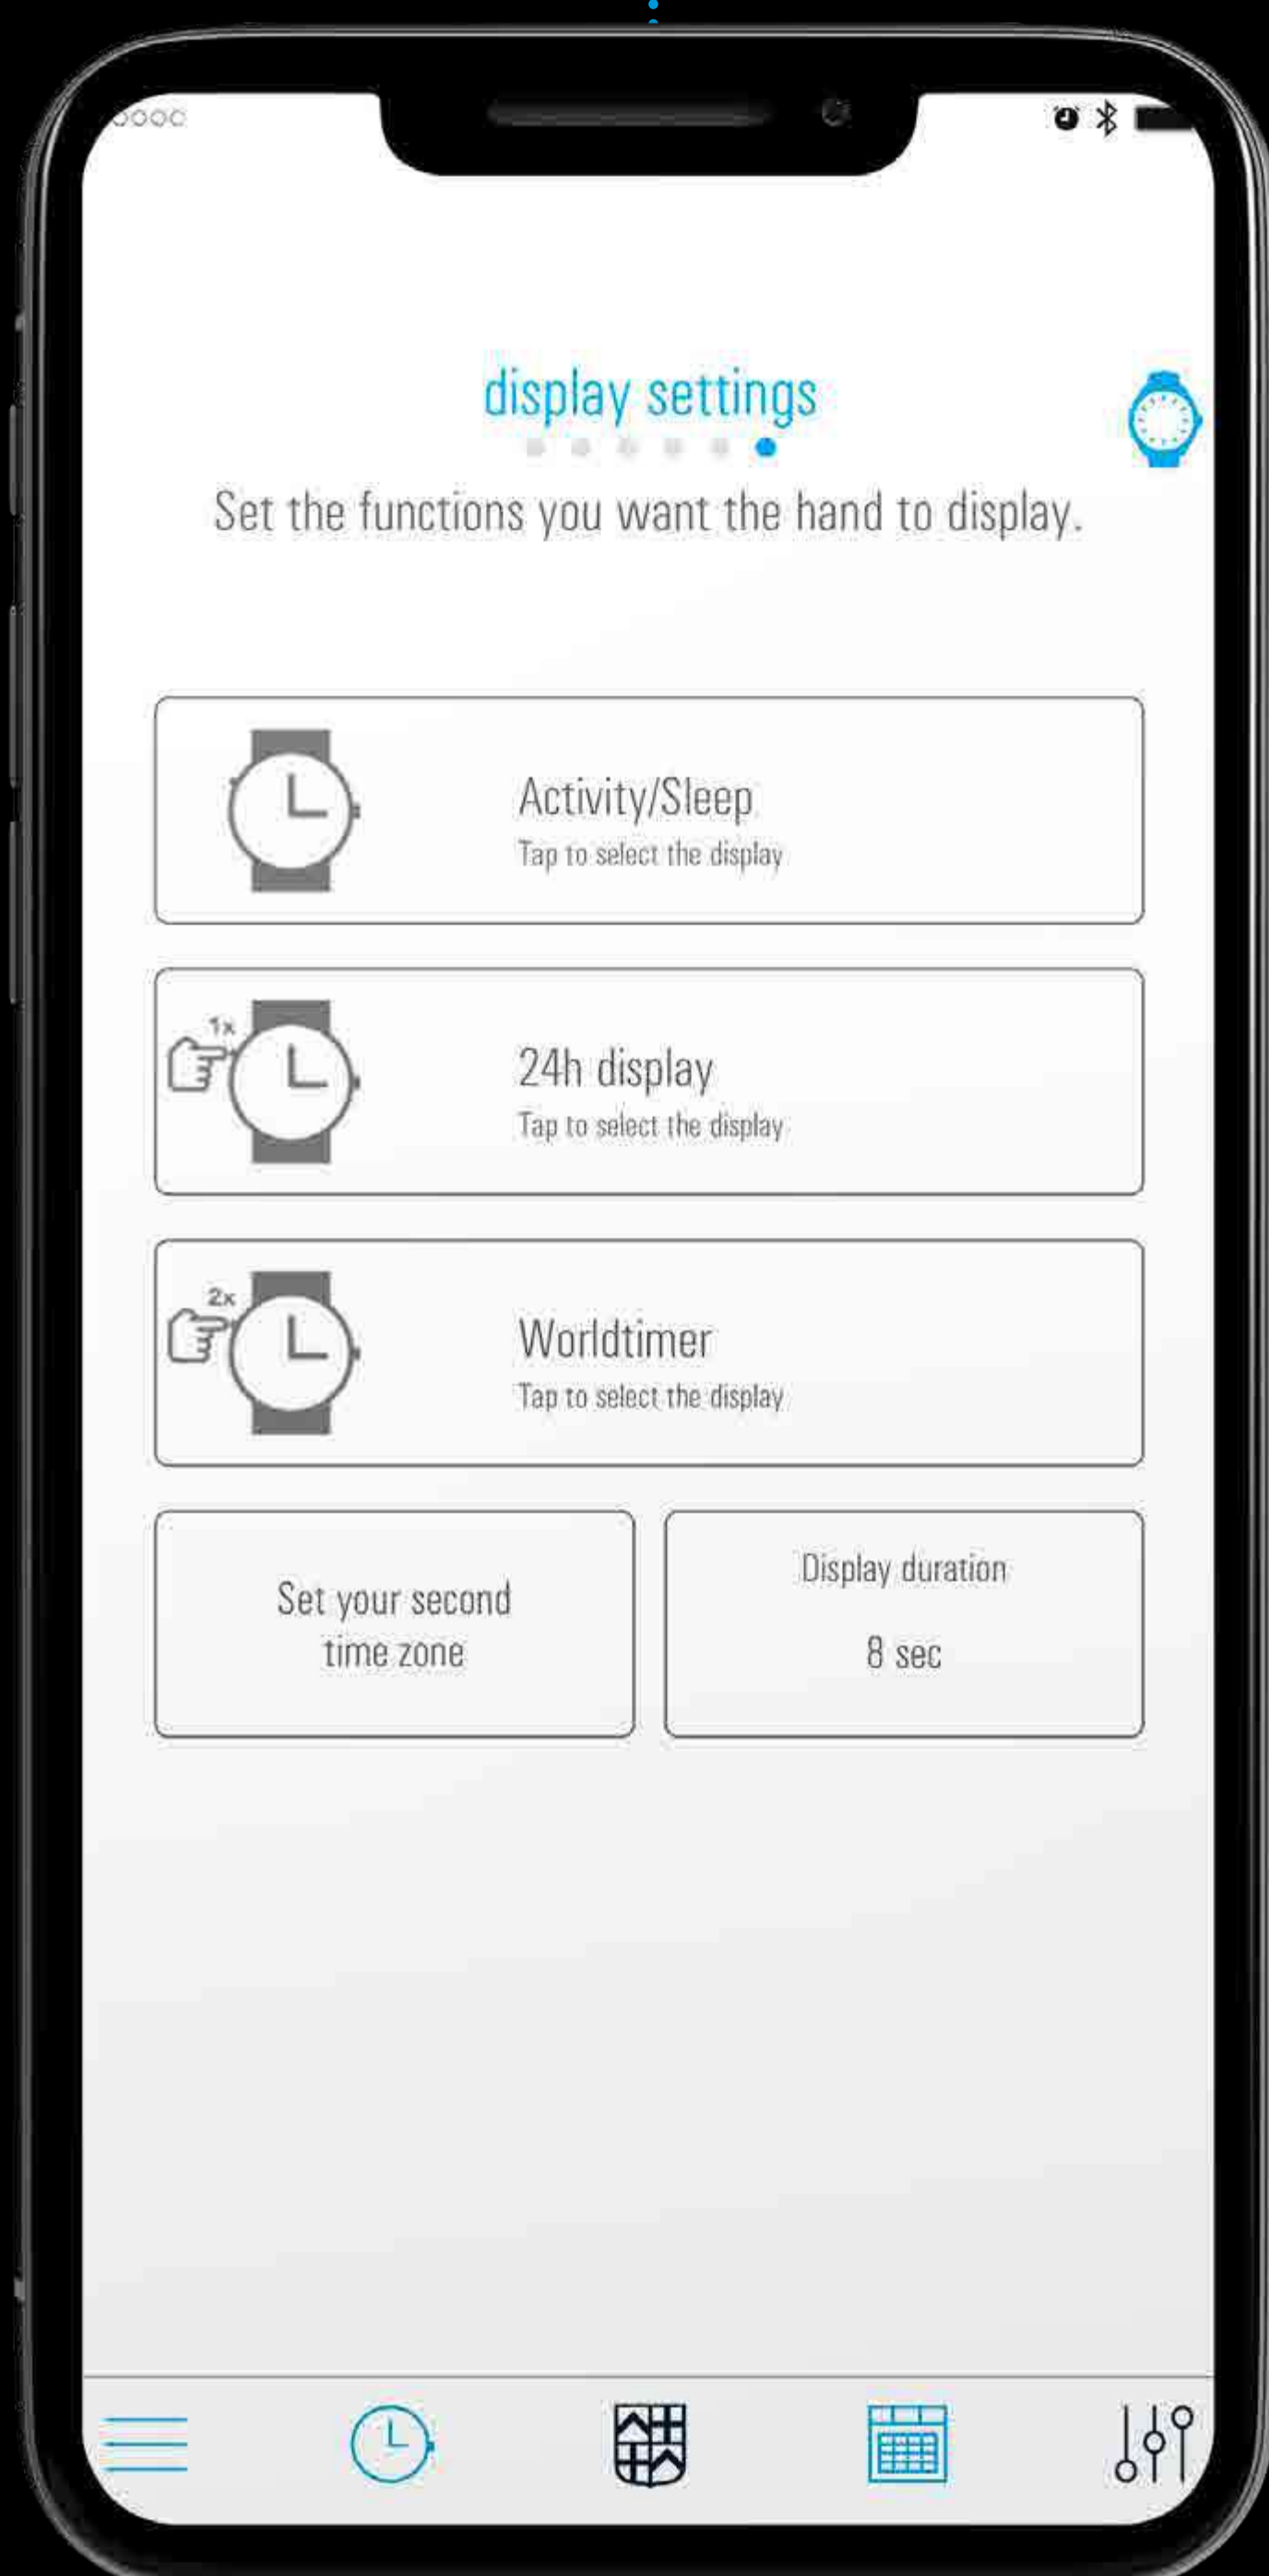 display settings
Set the functions you want the hand to display.
Activity/Sleep
Tap to select the display
1x
24h display
Tap to select the display
2x
Worldtimer
Tap to select the display
Set your second
time zone
Display duration
8 sec